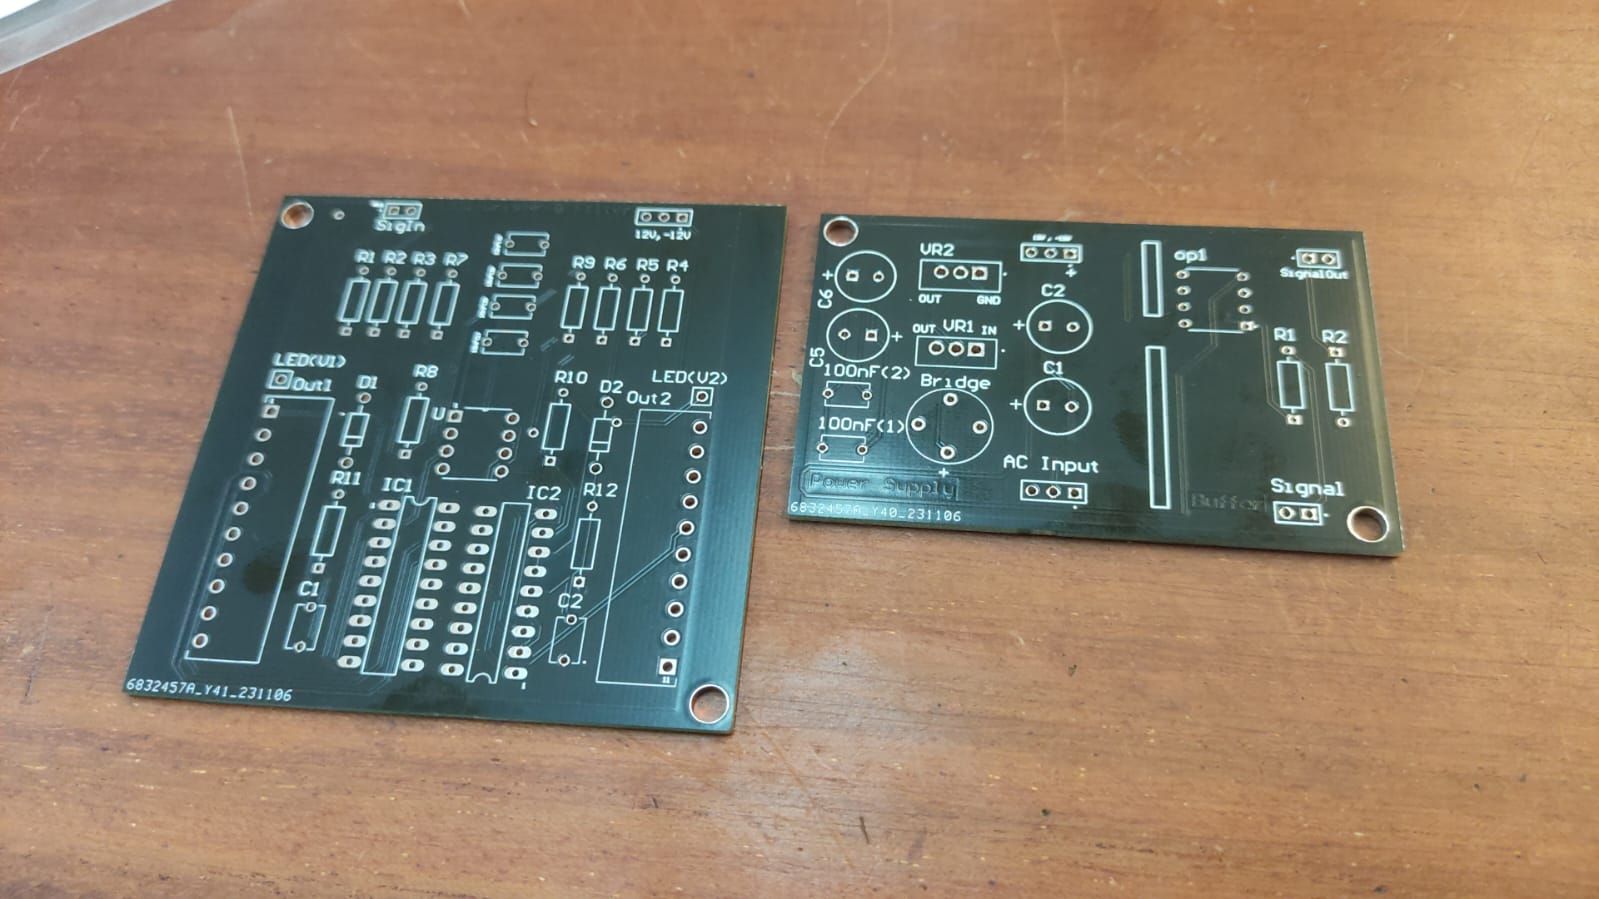 SigIn
12V,-12V
R1 R2 R3 R7
R9 R6 R5 R4
LED(V1)
Out1
D1
R8
U
R10
D2
LED(V2)
Out2
R11
IC1
IC2
R12
C1
C2
11
6832457A_Y41_231106
C6
+
VR2
OUT GND
+
C2
+
op1
SignalOut
C5
+
OUT VR1 IN
C1
+
R1 R2
100nF(2)
Bridge
100nF(1)
+
AC Input
Power Supply
Buffer
Signal
6832457A_Y40_231106